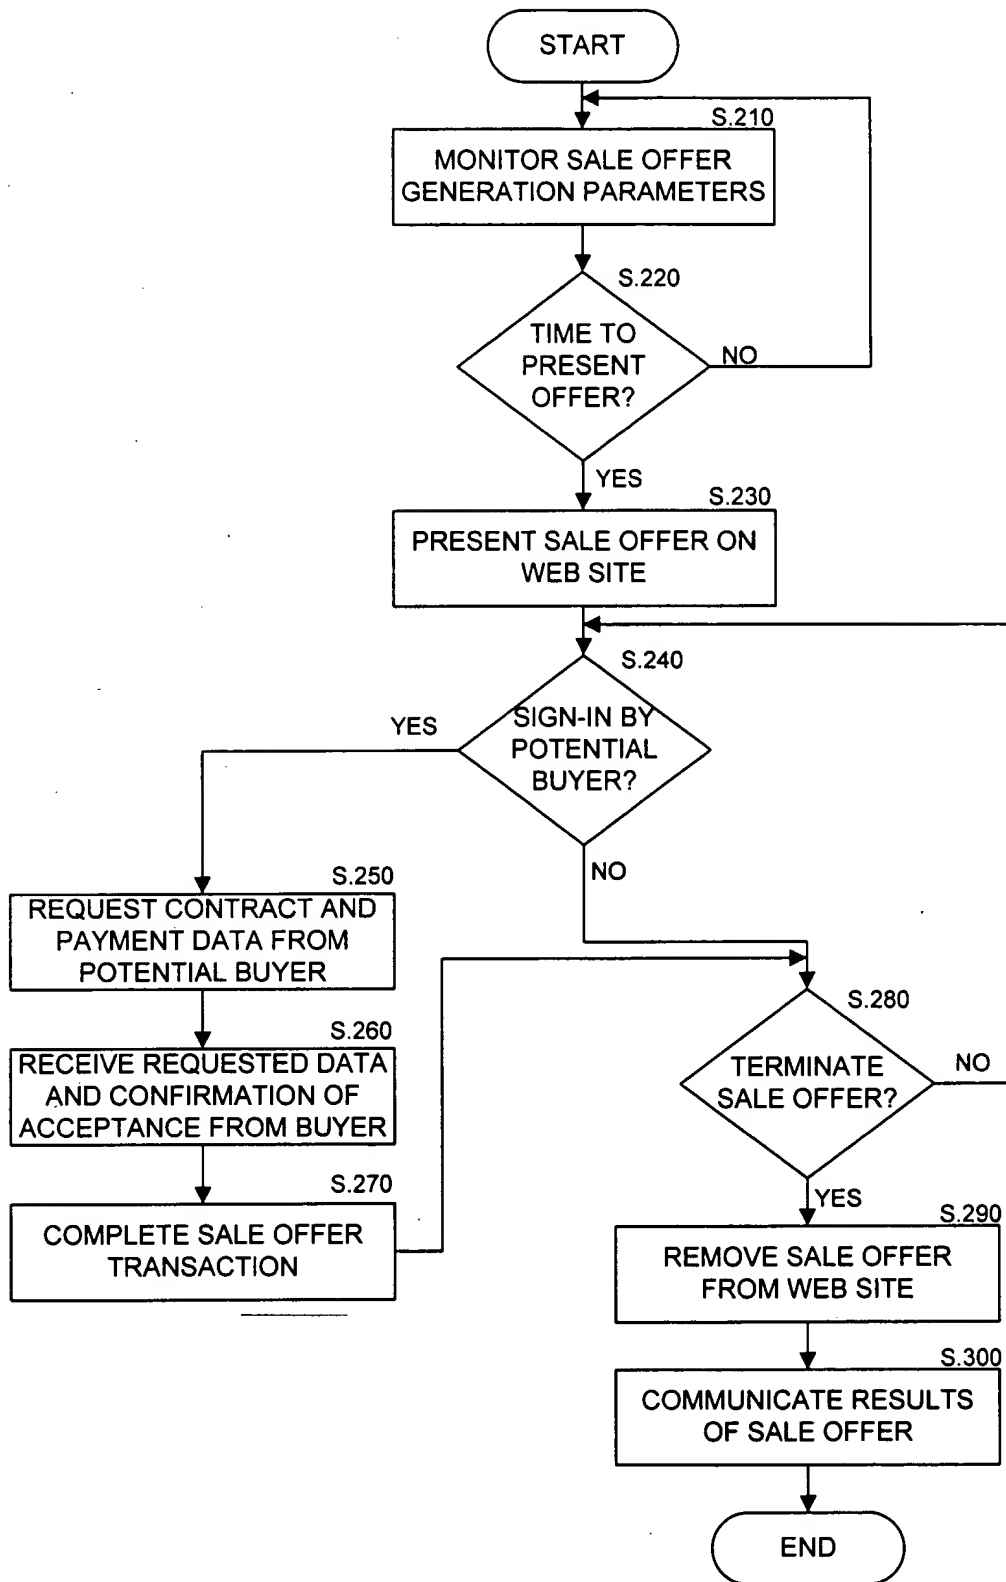 START
S.210
MONITOR SALE OFFER
GENERATION PARAMETERS
S.220
TIME TO
PRESENT
OFFER?
NO
YES
S.230
PRESENT SALE OFFER ON
WEB SITE
S.240
SIGN-IN BY
POTENTIAL
BUYER?
YES
NO
S.250
REQUEST CONTRACT AND
PAYMENT DATA FROM
POTENTIAL BUYER
S.260
RECEIVE REQUESTED DATA
AND CONFIRMATION OF
ACCEPTANCE FROM BUYER
S.270
COMPLETE SALE OFFER
TRANSACTION
S.280
TERMINATE
SALE OFFER?
NO
YES
S.290
REMOVE SALE OFFER
FROM WEB SITE
S.300
COMMUNICATE RESULTS
OF SALE OFFER
END